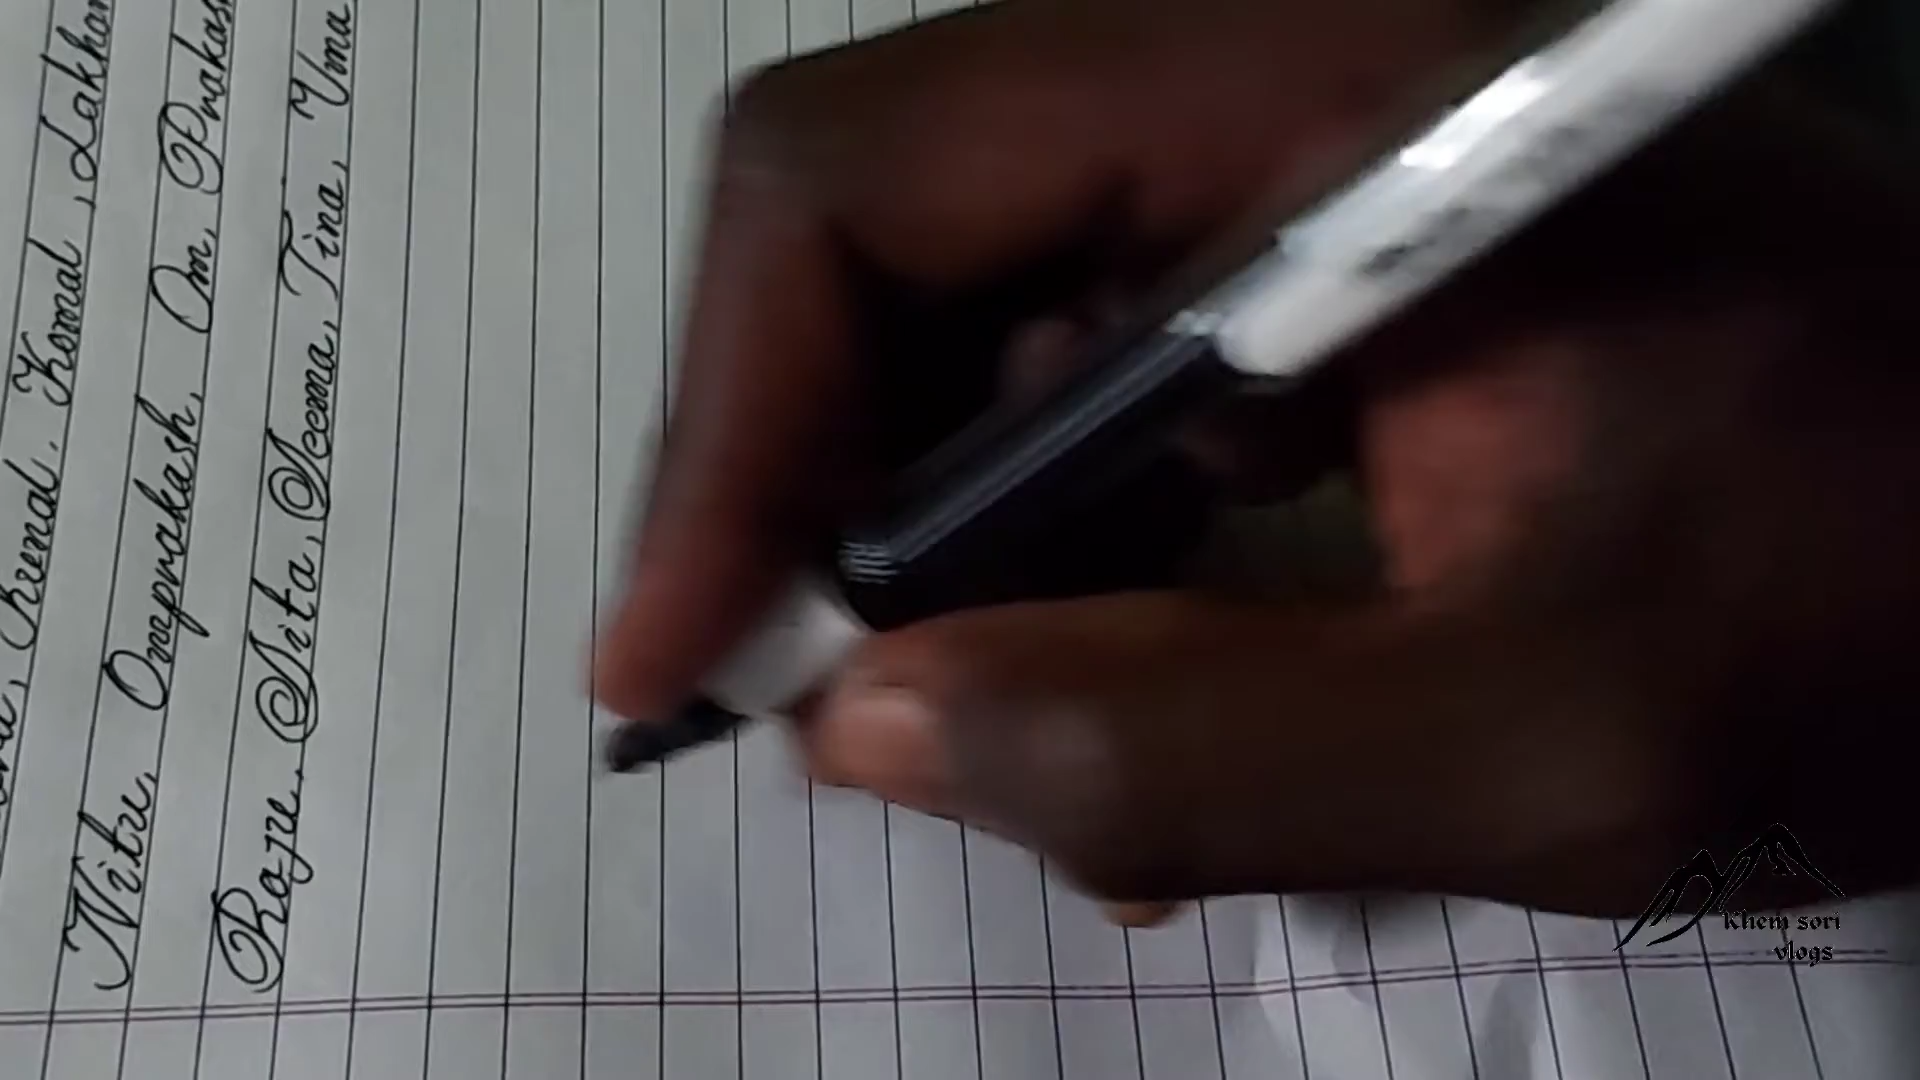 Kunal, Komal, Lakhan
Nitu, Omprakash, Om, Prakash
Raju, Sita, Seema, Tina, Uma
Khem sori
vlogs